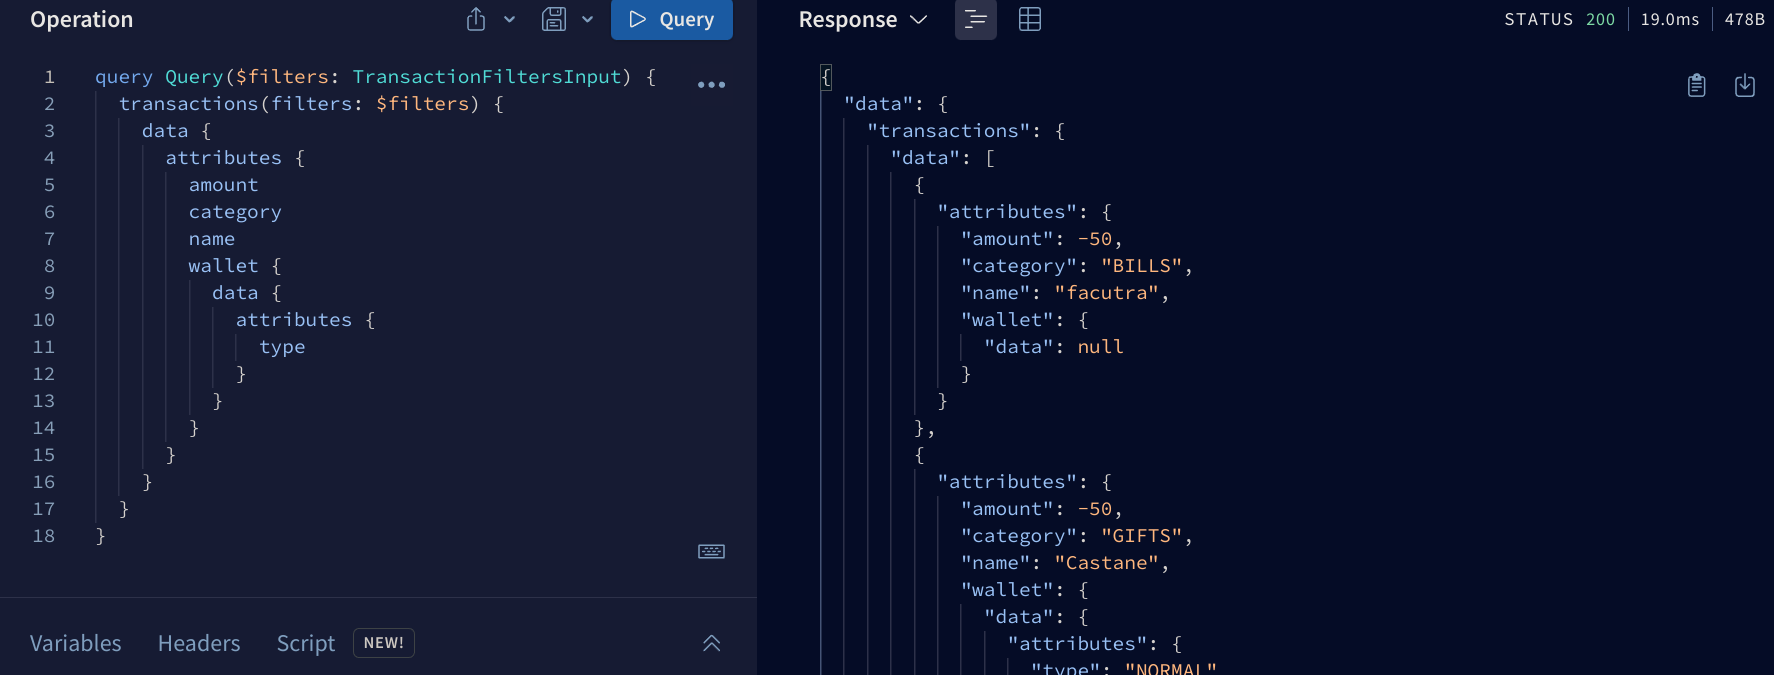 Operation
Query
1 query Query($filters: TransactionFiltersInput) {
2 transactions(filters: $filters) {
3 data {
4 attributes {
5 amount
6 category
7 name
8 wallet {
9 data {
10 attributes {
11 type
12 }
13 }
14 }
15 }
16 }
17 }
18 }
Variables Headers Script NEW!
Response STATUS 200 19.0ms 478B
{
"data": {
"transactions": {
"data": [
{
"attributes": {
"amount": -50,
"category": "BILLS",
"name": "facutra",
"wallet": {
"data": null
}
}
},
{
"attributes": {
"amount": -50,
"category": "GIFTS",
"name": "Castane",
"wallet": {
"data": {
"attributes": {
"type": "NORMAL"